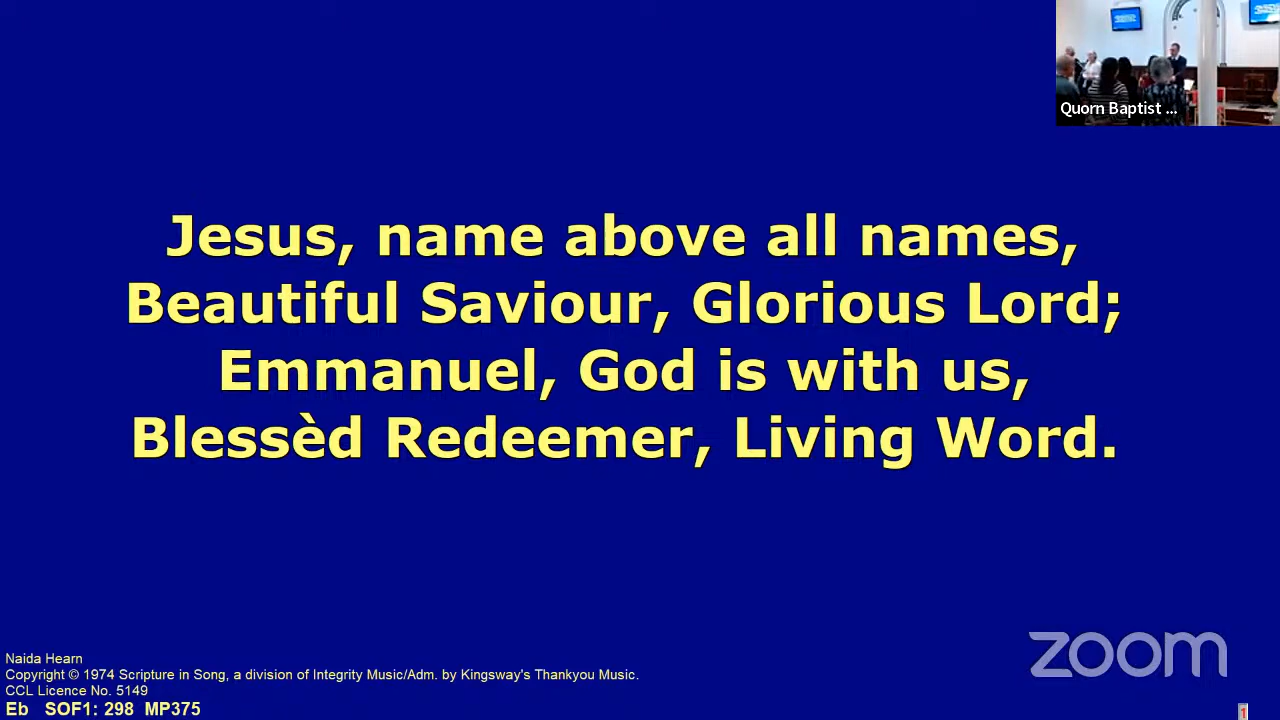 Quorn Baptist ...
Jesus, name above all names,
Beautiful Saviour, Glorious Lord;
Emmanuel, God is with us,
Blessèd Redeemer, Living Word.
zoom
Naida Hearn
Copyright © 1974 Scripture in Song, a division of Integrity Music/Adm. by Kingsway's Thankyou Music.
CCL Licence No. 5149
Eb SOF1: 298 MP375
1